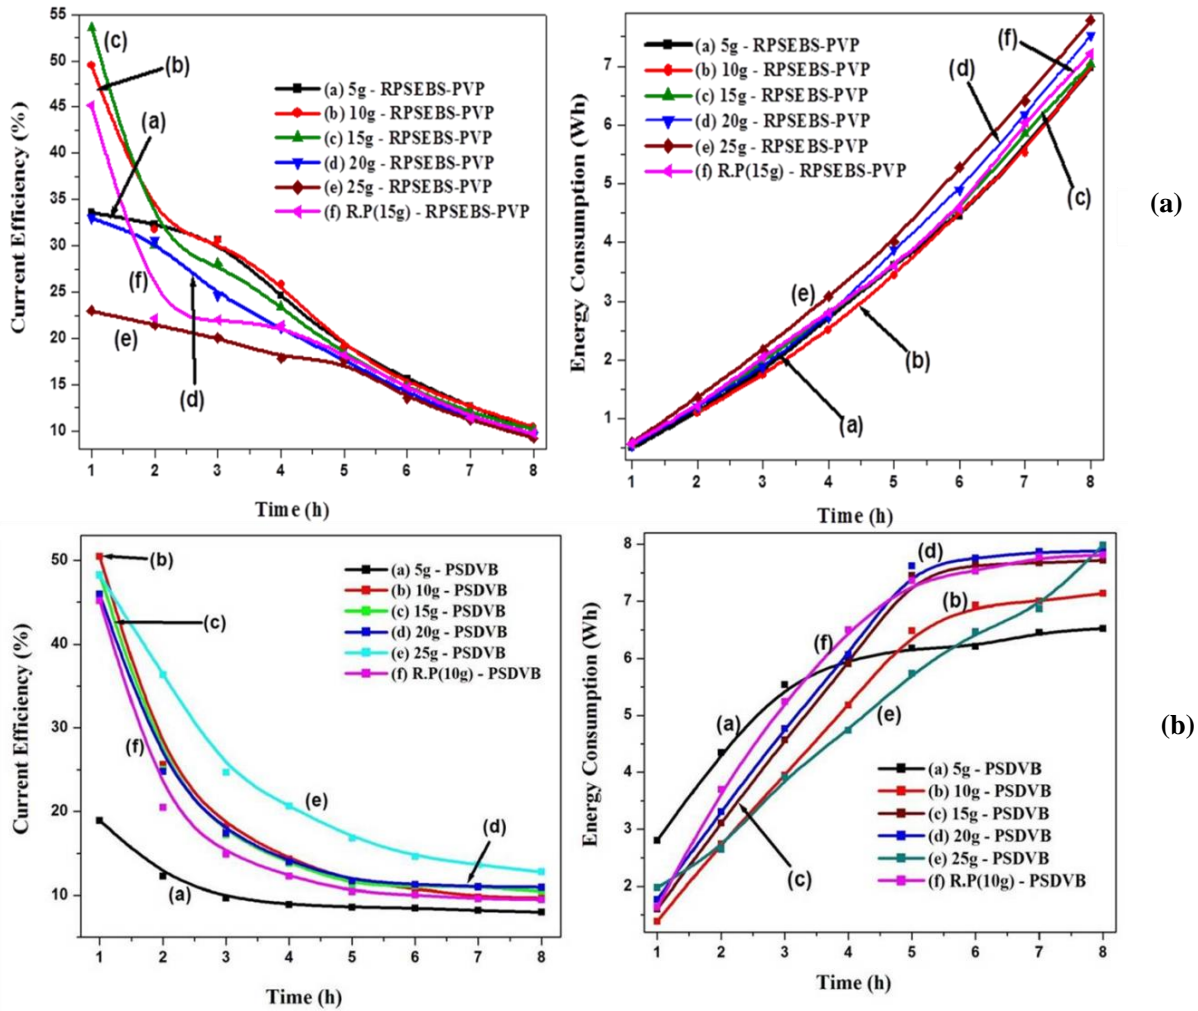 55
50
45
40
35
30
25
20
15
10
Current Efficiency (%)
(c)
(b)
(a)
(f)
(e)
(d)
(a) 5g - RPSEBS-PVP
(b) 10g - RPSEBS-PVP
(c) 15g - RPSEBS-PVP
(d) 20g - RPSEBS-PVP
(e) 25g - RPSEBS-PVP
(f) R.P(15g) - RPSEBS-PVP
1 2 3 4 5 6 7 8
Time (h)
7
6
5
4
3
2
1
Energy Consumption (Wh)
(a) 5g - RPSEBS-PVP
(b) 10g - RPSEBS-PVP
(c) 15g - RPSEBS-PVP
(d) 20g - RPSEBS-PVP
(e) 25g - RPSEBS-PVP
(f) R.P(15g) - RPSEBS-PVP
(f)
(d)
(c)
(e)
(b)
(a)
1 2 3 4 5 6 7 8
Time (h)
(a)
50
40
30
20
10
Current Efficiency (%)
(b)
(c)
(f)
(e)
(d)
(a)
(a) 5g - PSDVB
(b) 10g - PSDVB
(c) 15g - PSDVB
(d) 20g - PSDVB
(e) 25g - PSDVB
(f) R.P(10g) - PSDVB
1 2 3 4 5 6 7 8
Time (h)
8
7
6
5
4
3
2
Energy Consumption (Wh)
(d)
(b)
(f)
(a)
(e)
(c)
(a) 5g - PSDVB
(b) 10g - PSDVB
(c) 15g - PSDVB
(d) 20g - PSDVB
(e) 25g - PSDVB
(f) R.P(10g) - PSDVB
1 2 3 4 5 6 7 8
Time (h)
(b)